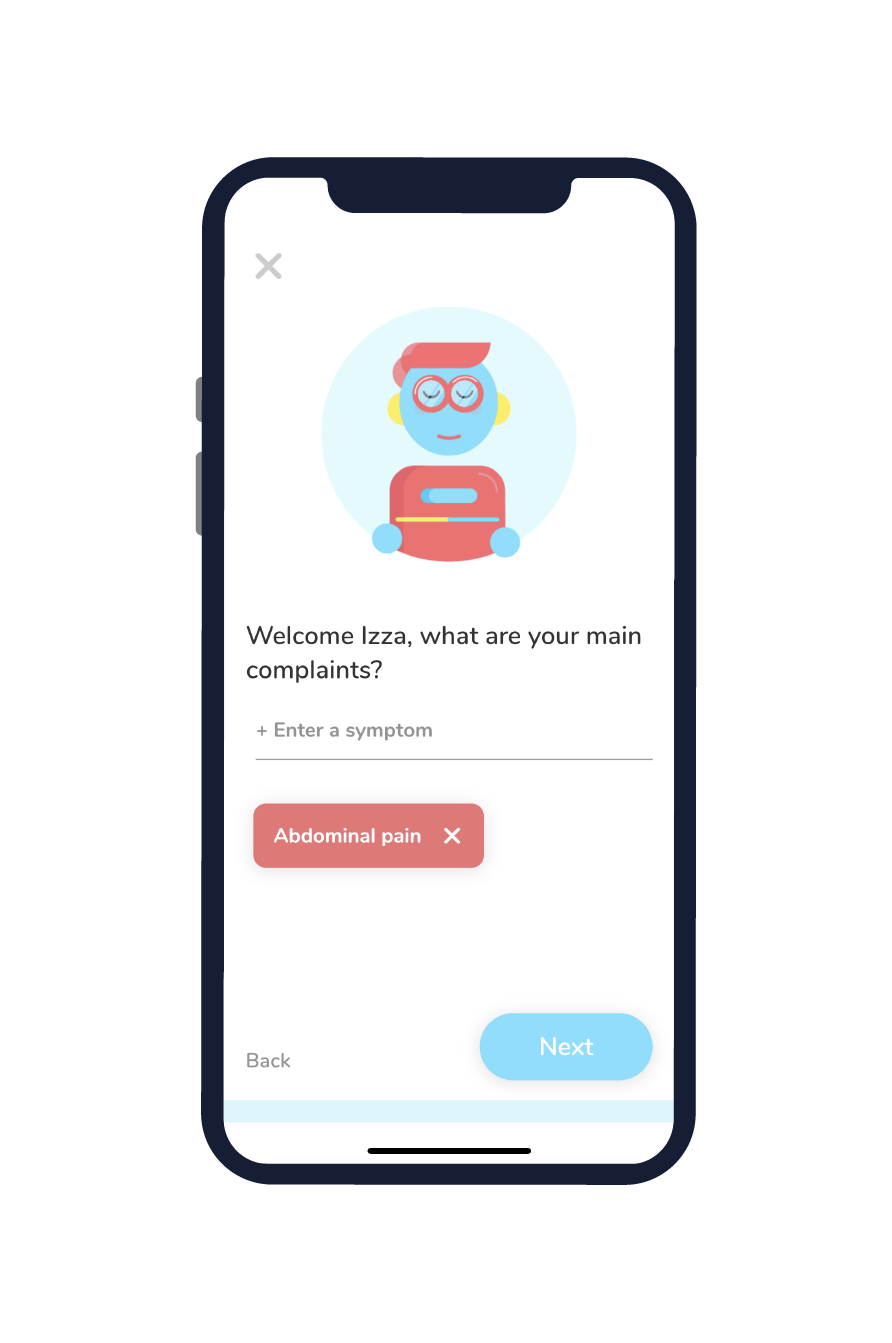 Welcome Izza, what are your main
complaints?
+ Enter a symptom
Abdominal pain
Back
Next